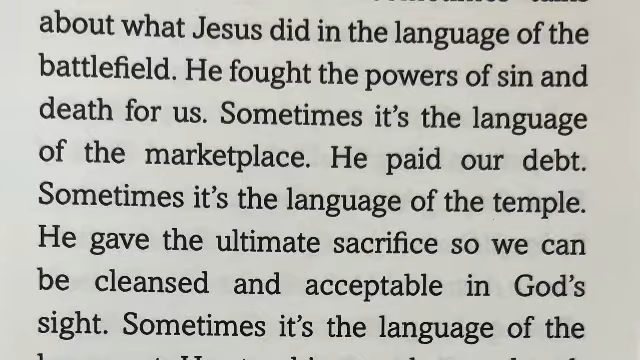 about what Jesus did in the language of the
battlefield. He fought the powers of sin and
death for us. Sometimes it's the language
of the marketplace. He paid our debt.
Sometimes it's the language of the temple.
He gave the ultimate sacrifice so we can
be cleansed and acceptable in God's
sight. Sometimes it's the language of the